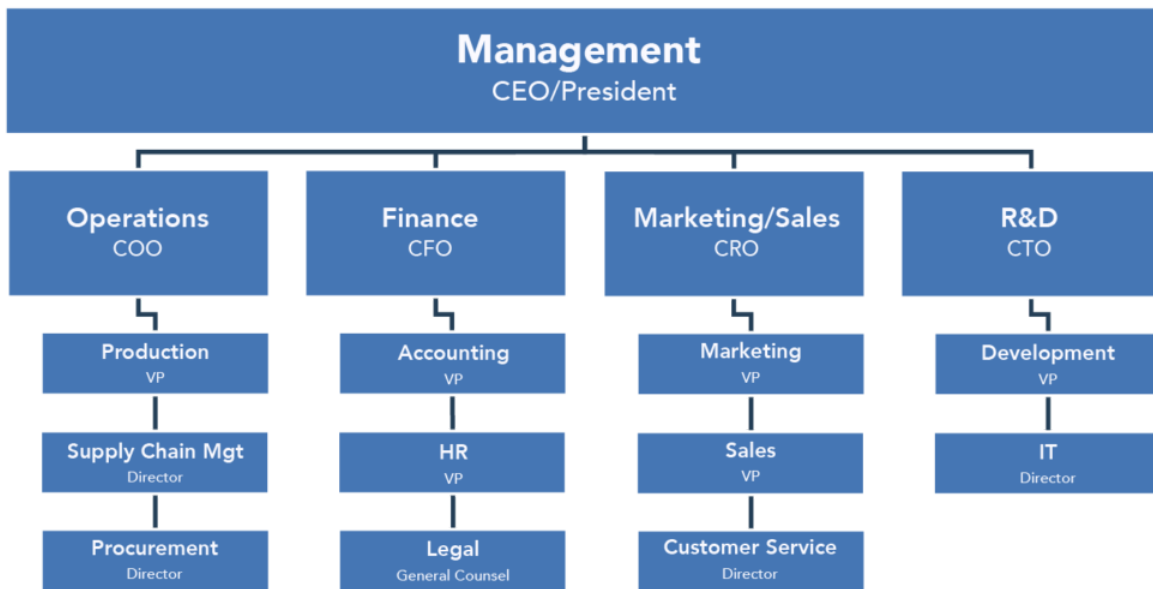 Management
CEO/President
Operations
COO
Finance
CFO
Marketing/Sales
CRO
R&D
CTO
Production
VP
Accounting
VP
Marketing
VP
Development
VP
Supply Chain Mgt
Director
HR
VP
Sales
VP
IT
Director
Procurement
Director
Legal
General Counsel
Customer Service
Director